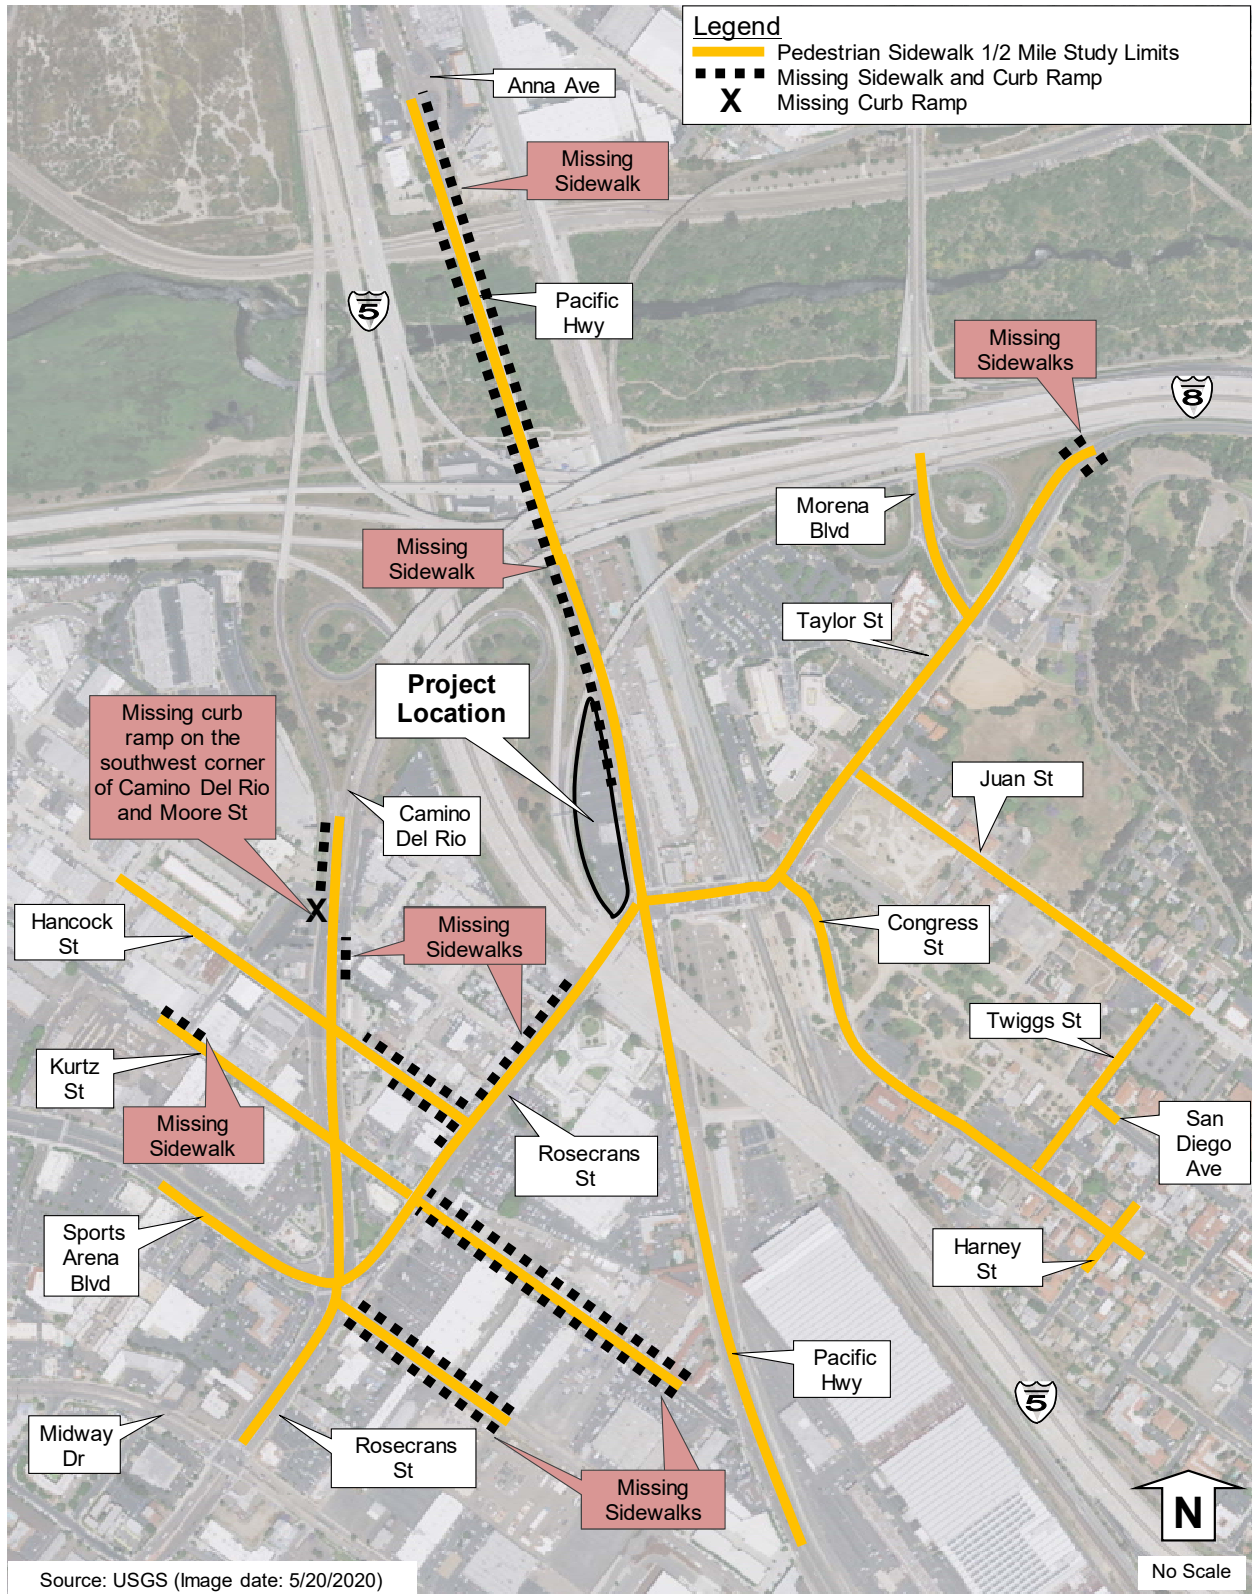 Legend
Pedestrian Sidewalk 1/2 Mile Study Limits
Missing Sidewalk and Curb Ramp
X Missing Curb Ramp
Anna Ave
Missing
Sidewalk
5
Pacific
Hwy
Missing
Sidewalks
8
Morena
Blvd
Missing
Sidewalk
Taylor St
Project
Location
Missing curb
ramp on the
southwest corner
of Camino Del Rio
and Moore St
Juan St
Camino
Del Rio
X
Hancock
St
Missing
Sidewalks
Congress
St
Twiggs St
Kurtz
St
Missing
Sidewalk
San
Diego
Ave
Rosecrans
St
Sports
Arena
Blvd
Harney
St
Pacific
Hwy
5
Midway
Dr
Rosecrans
St
Missing
Sidewalks
N
No Scale
Source: USGS (Image date: 5/20/2020)